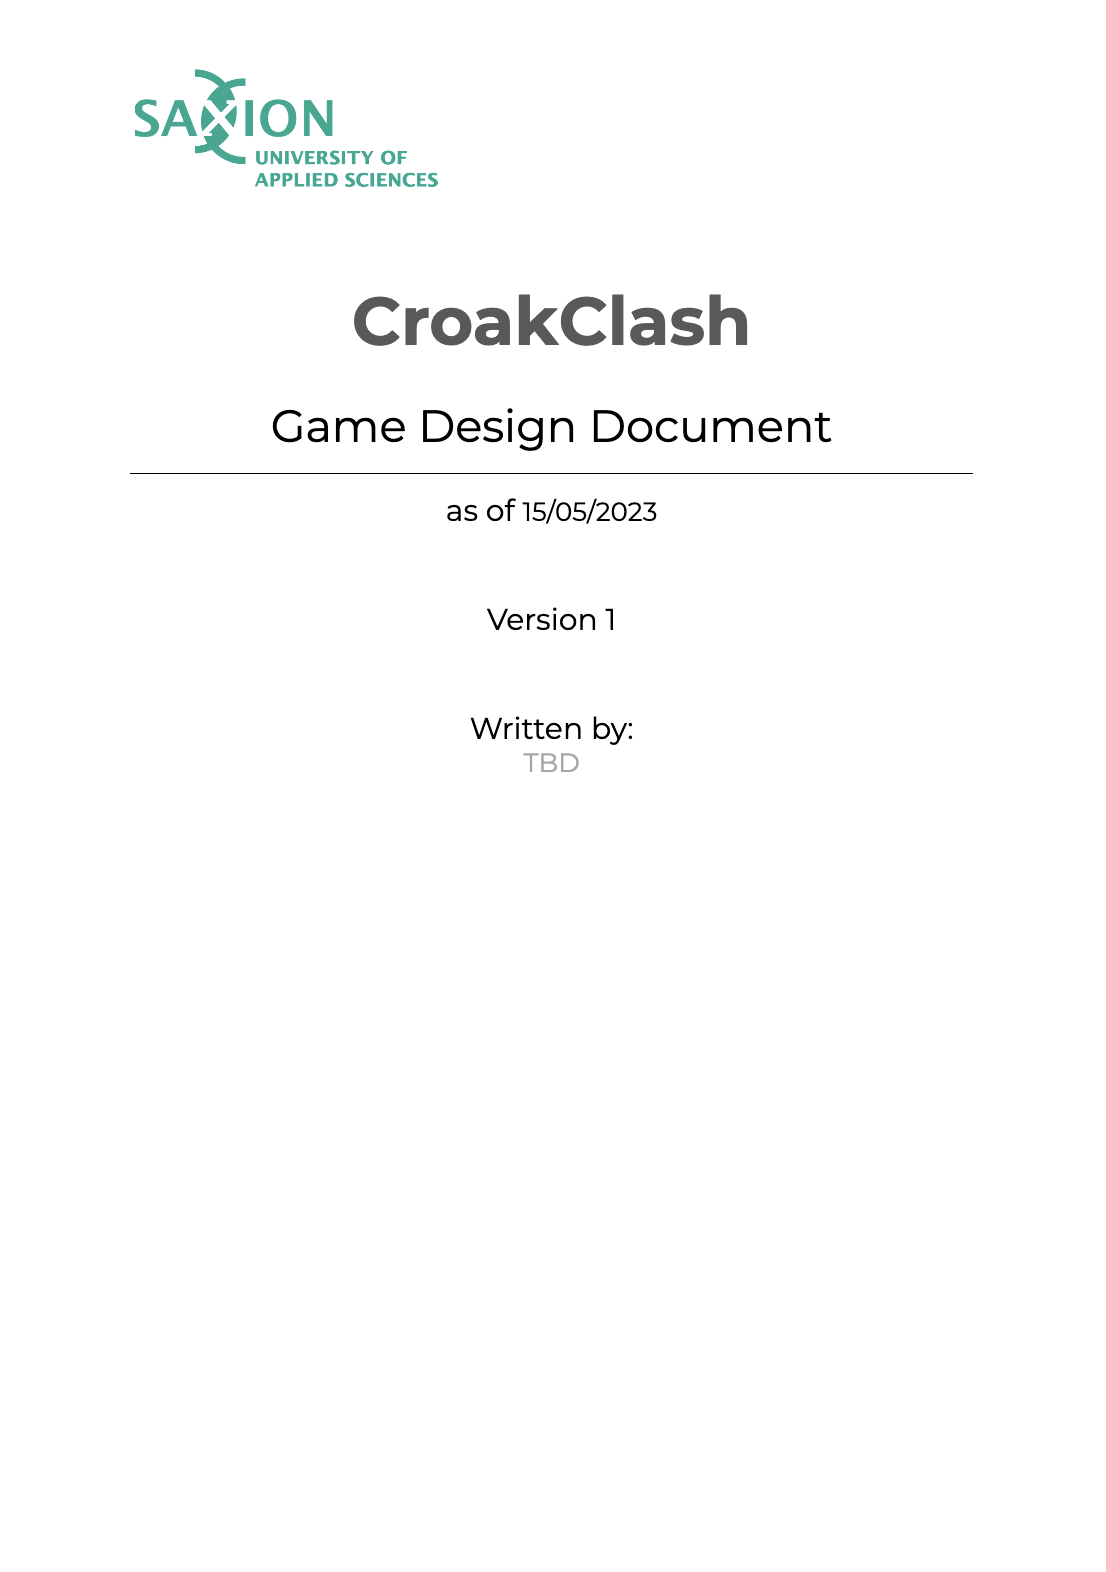 SAXION
UNIVERSITY OF
APPLIED SCIENCES
CroakClash
Game Design Document
as of 15/05/2023
Version 1
Written by:
TBD